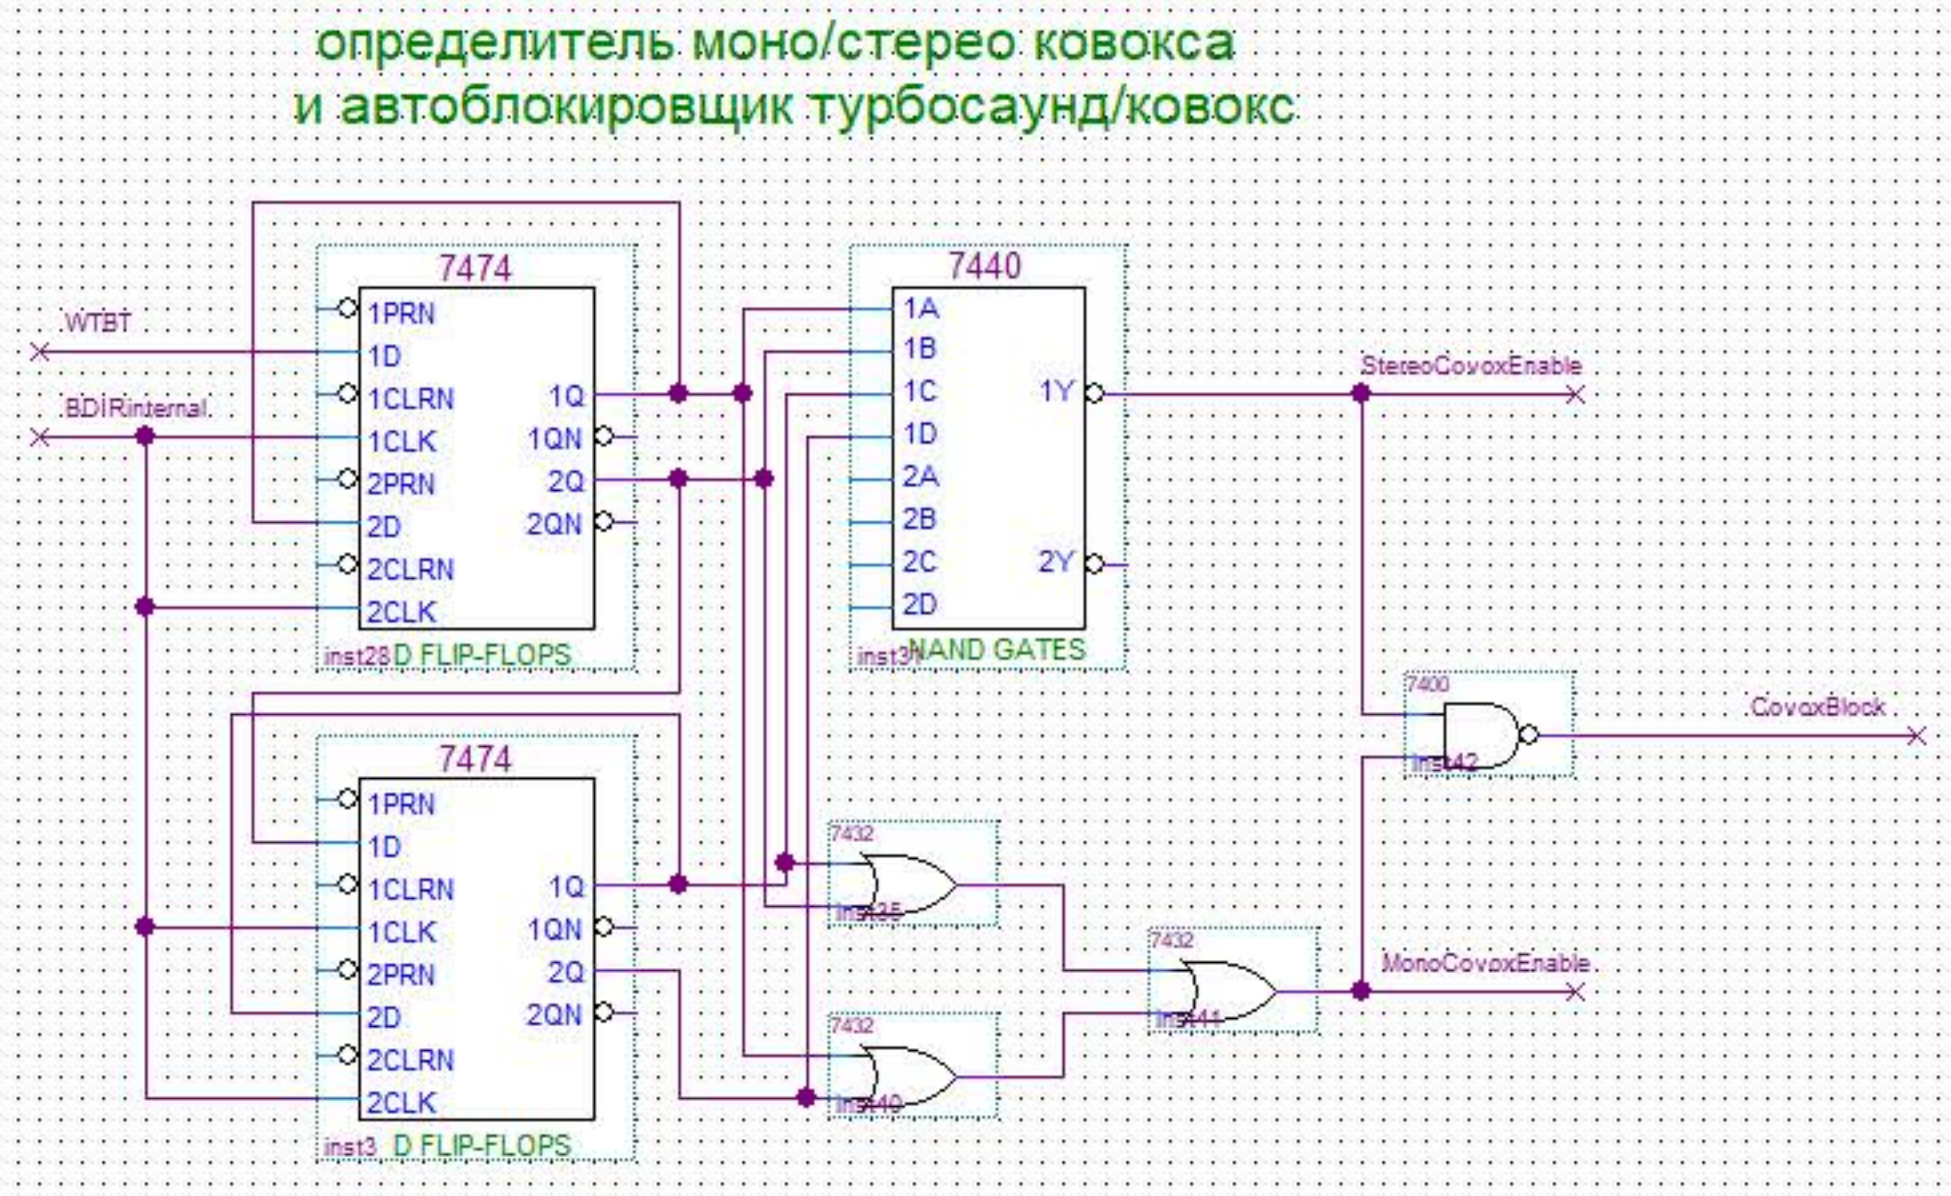 определитель моно/стерео ковокса
и автоблокировщик турбосаунд/ковокс
7474
1PRN
1D
1CLRN
1CLK
2PRN
2D
2CLRN
2CLK
1Q
1QN
2Q
2QN
inst28
D FLIP-FLOPS
WTBT
BDIRinternal
7440
1A
1B
1C
1D
2A
2B
2C
2D
1Y
2Y
inst31
NAND GATES
StereoCovoxEnable
7400
inst42
CovoxBlock
7474
1PRN
1D
1CLRN
1CLK
2PRN
2D
2CLRN
2CLK
1Q
1QN
2Q
2QN
inst3
D FLIP-FLOPS
7432
inst35
7432
inst40
7432
inst41
MonoCovoxEnable